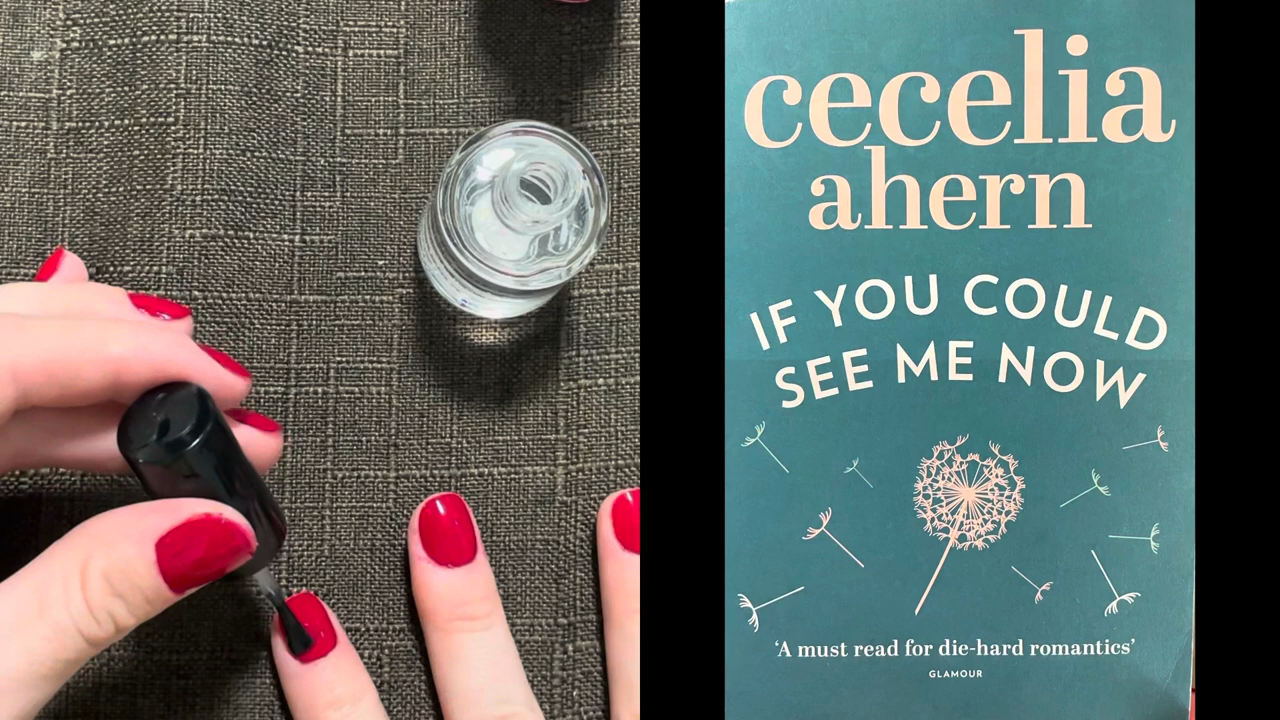 cecelia
ahern
IF YOU COULD
SEE ME NOW
‘A must read for die-hard romantics’
GLAMOUR